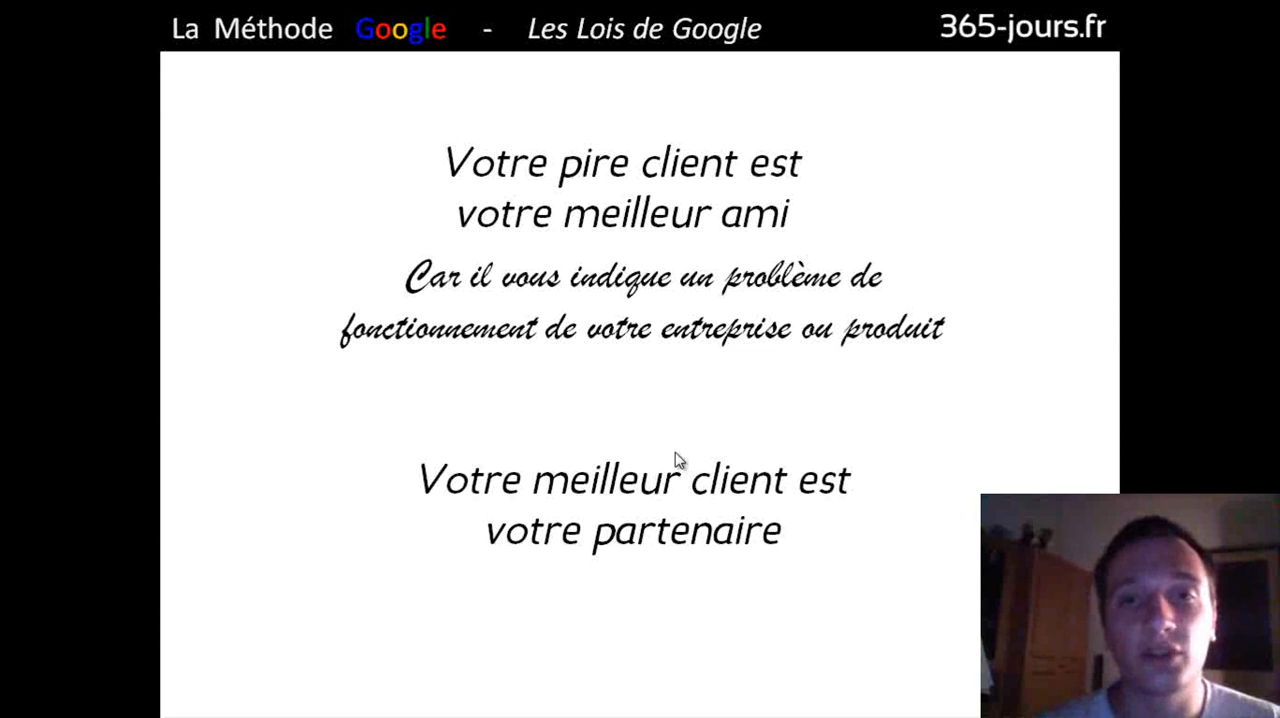 La Méthode Google - Les Lois de Google 365-jours.fr
Votre pire client est
votre meilleur ami
Car il vous indique un problème de
fonctionnement de votre entreprise ou produit
Votre meilleur client est
votre partenaire